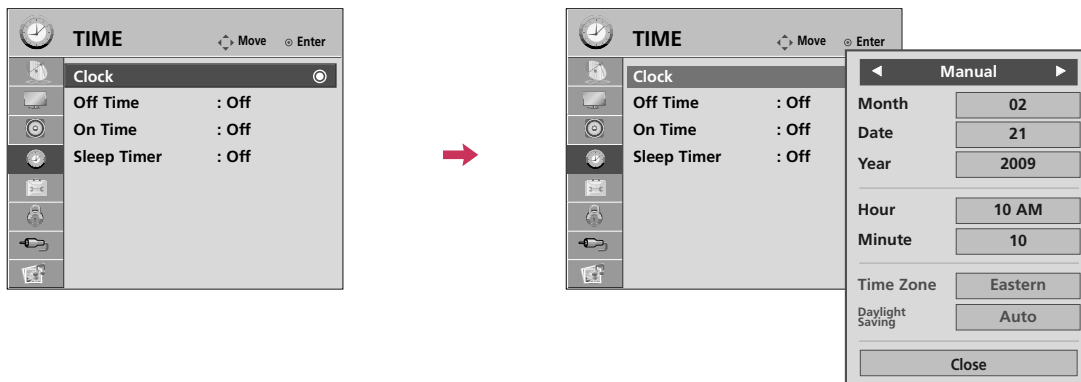 TIME Move Enter
Clock
Off Time : Off
On Time : Off
Sleep Timer : Off
TIME Move Enter
Clock
Off Time : Off
On Time : Off
Sleep Timer : Off
Manual
Month 02
Date 21
Year 2009
Hour 10 AM
Minute 10
Time Zone Eastern
Daylight
Saving Auto
Close